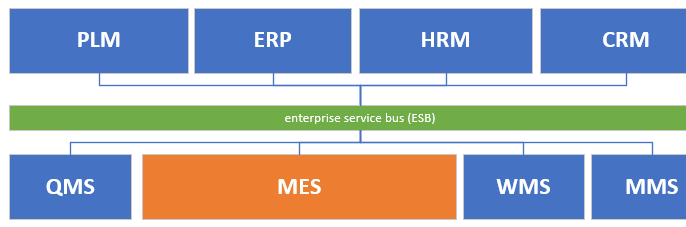 PLM
ERP
HRM
CRM
enterprise service bus (ESB)
QMS
MES
WMS
MMS